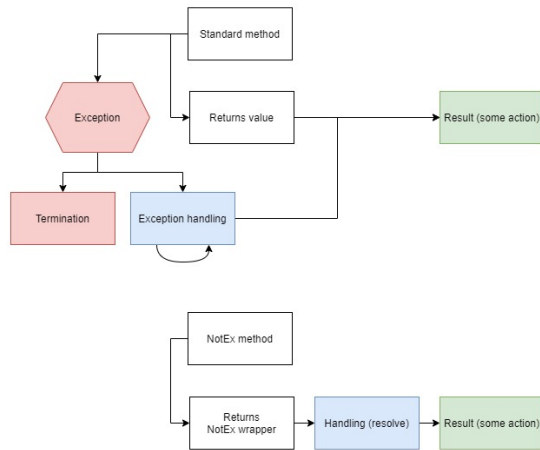 Standard method
Exception
Returns value
Result (some action)
Termination
Exception handling
NotEx method
Returns
NotEx wrapper
Handling (resolve)
Result (some action)